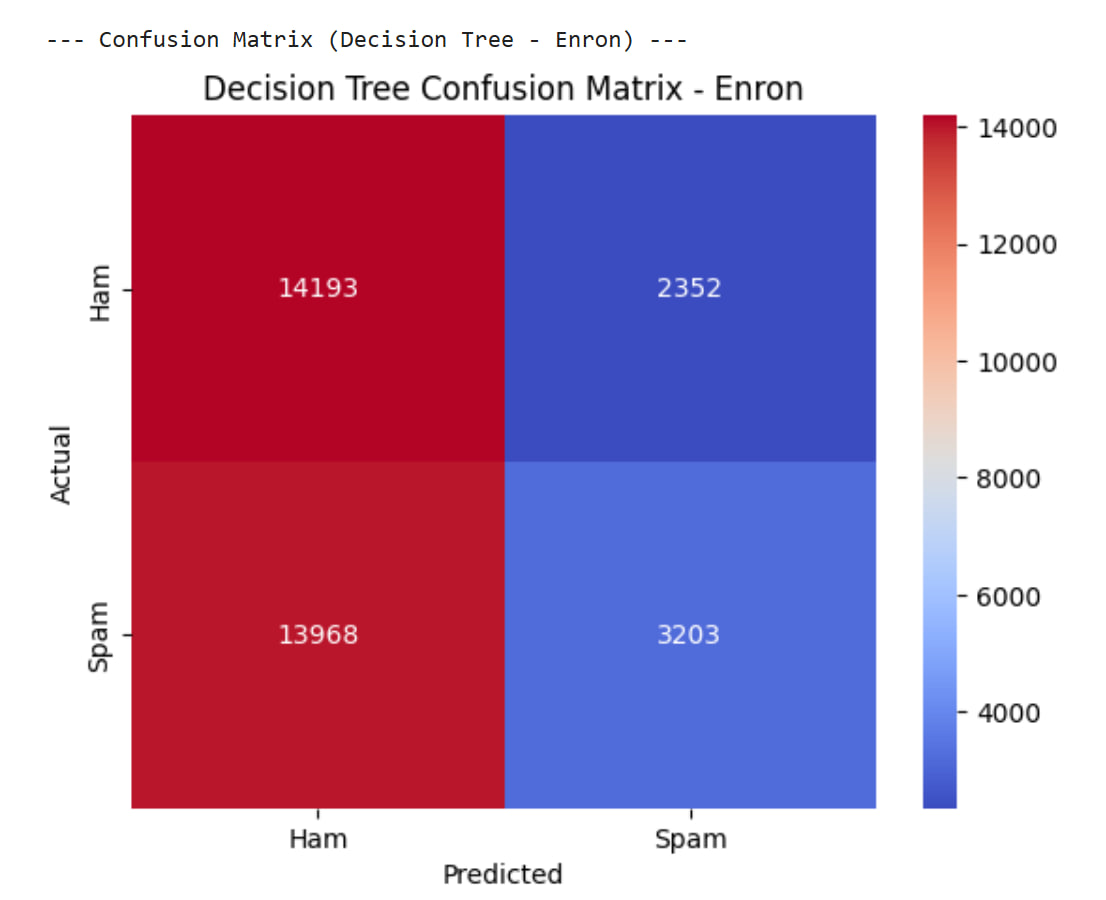 --- Confusion Matrix (Decision Tree - Enron) ---
Decision Tree Confusion Matrix - Enron
14000
12000
10000
8000
6000
4000
Actual
Ham
14193 2352
Spam
13968 3203
Ham Spam
Predicted